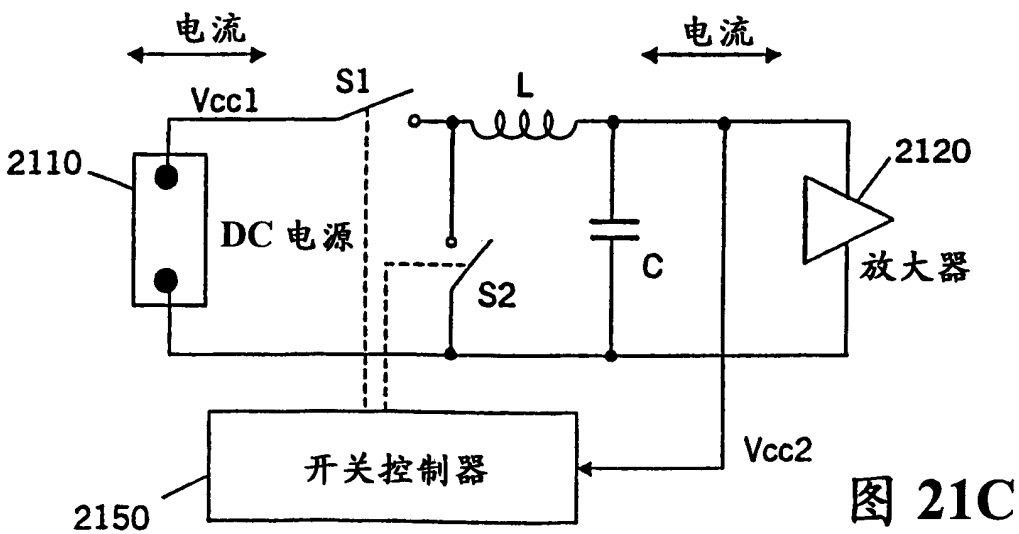 电流
电流
S1
L
Vcc1
2110
2120
DC 电源
C
S2
放大器
Vcc2
开关控制器
2150
图 21C